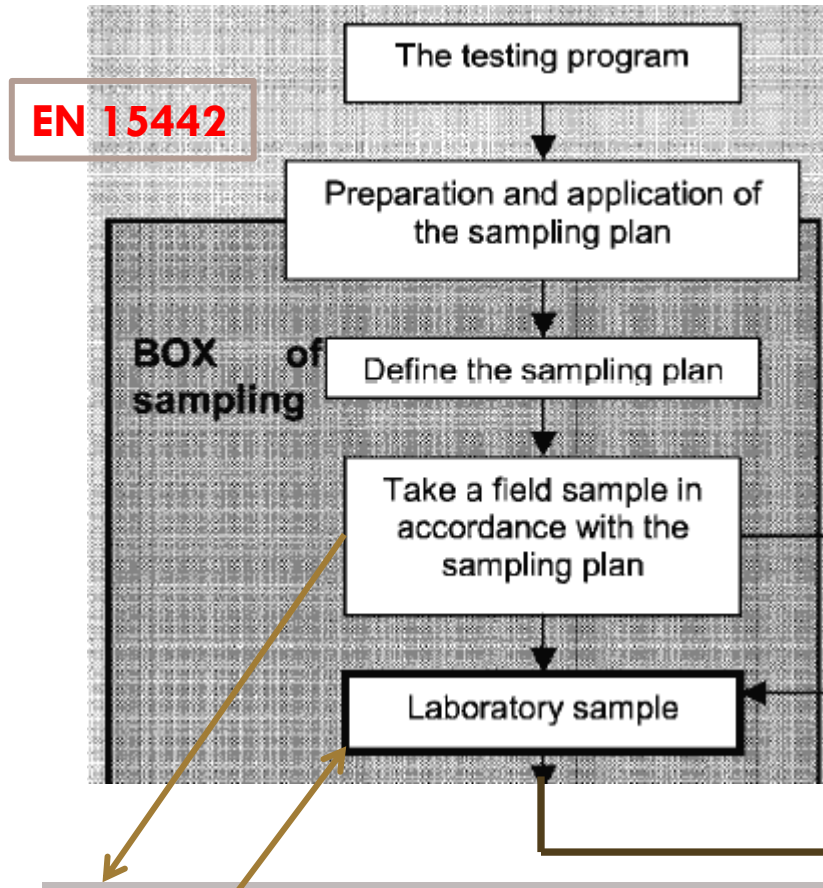 The testing program
EN 15442
Preparation and application of
the sampling plan
BOX of
sampling
Define the sampling plan
Take a field sample in
accordance with the
sampling plan
Laboratory sample